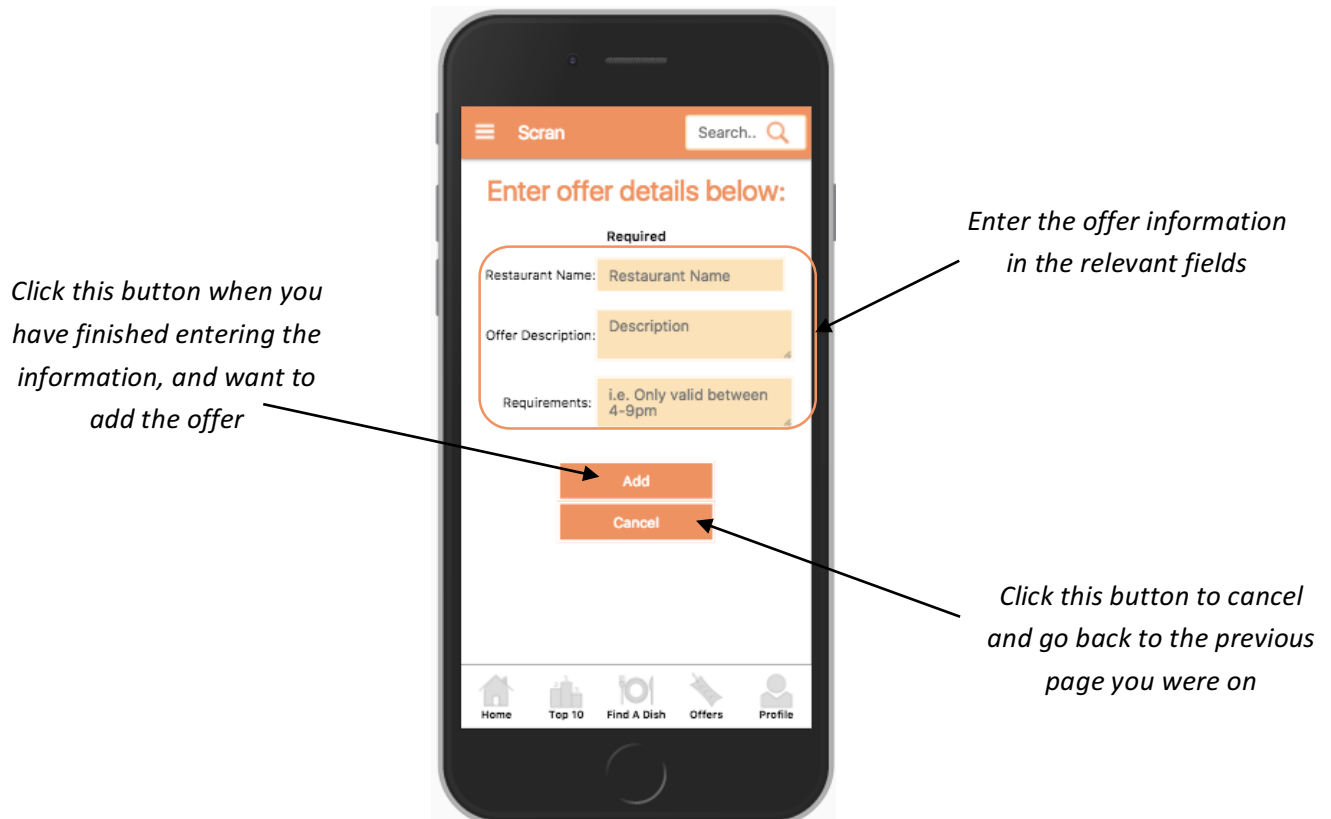 Scran
Search..
Enter offer details below:
Required
Restaurant Name:
Restaurant Name
Offer Description:
Description
Requirements:
i.e. Only valid between
4-9pm
Add
Cancel
Home
Top 10
Find A Dish
Offers
Profile
Click this button when you
have finished entering the
information, and want to
add the offer
Enter the offer information
in the relevant fields
Click this button to cancel
and go back to the previous
page you were on